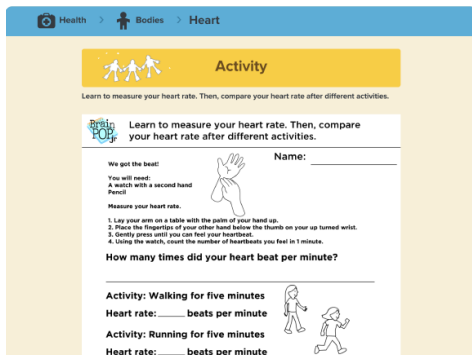 Health > Bodies > Heart
Activity
Learn to measure your heart rate. Then, compare your heart rate after different activities.
Brain POP Jr.
Learn to measure your heart rate. Then, compare
your heart rate after different activities.
We got the beat!
Name:
You will need:
A watch with a second hand
Pencil
Measure your heart rate.
1. Lay your arm on a table with the palm of your hand up.
2. Place the fingertips of your other hand below the thumb on your up turned wrist.
3. Gently press until you can feel your heartbeat.
4. Using the watch, count the number of heartbeats you feel in 1 minute.
How many times did your heart beat per minute?
Activity: Walking for five minutes
Heart rate: _____ beats per minute
Activity: Running for five minutes
Heart rate: _____ beats per minute